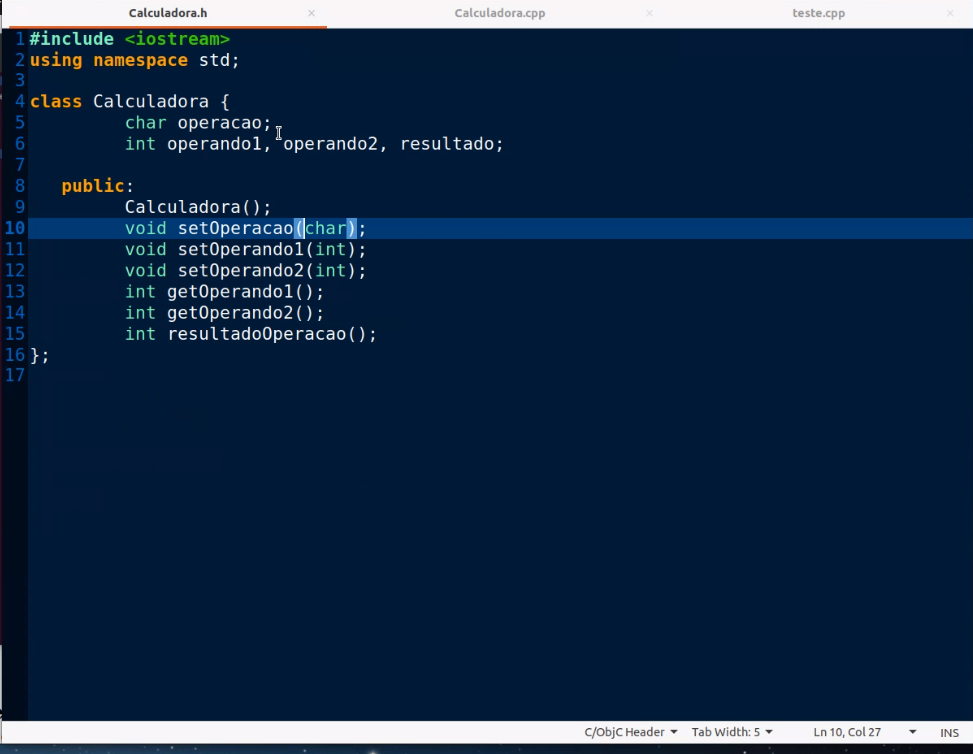 Calculadora.h × Calculadora.cpp × teste.cpp ×
1 #include <iostream>
2 using namespace std;
3
4 class Calculadora {
5 char operacao;
6 int operando1, operando2, resultado;
7
8 public:
9 Calculadora();
10 void setOperacao(char);
11 void setOperando1(int);
12 void setOperando2(int);
13 int getOperando1();
14 int getOperando2();
15 int resultadoOperacao();
16 };
17
C/ObjC Header Tab Width: 5 Ln 10, Col 27 INS